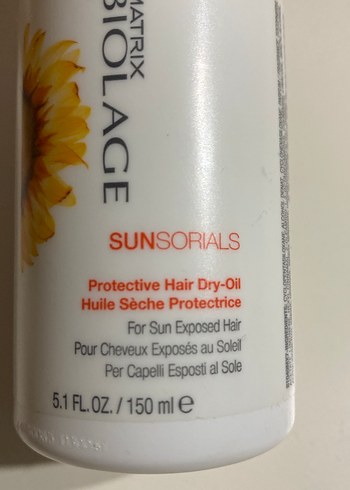 MATRIX
BIOLAGE
SUNSORIALS
Protective Hair Dry-Oil
Huile Sèche Protectrice
For Sun Exposed Hair
Pour Cheveux Exposés au Soleil
Per Capelli Esposti al Sole
5.1 FL.OZ. / 150 ml e